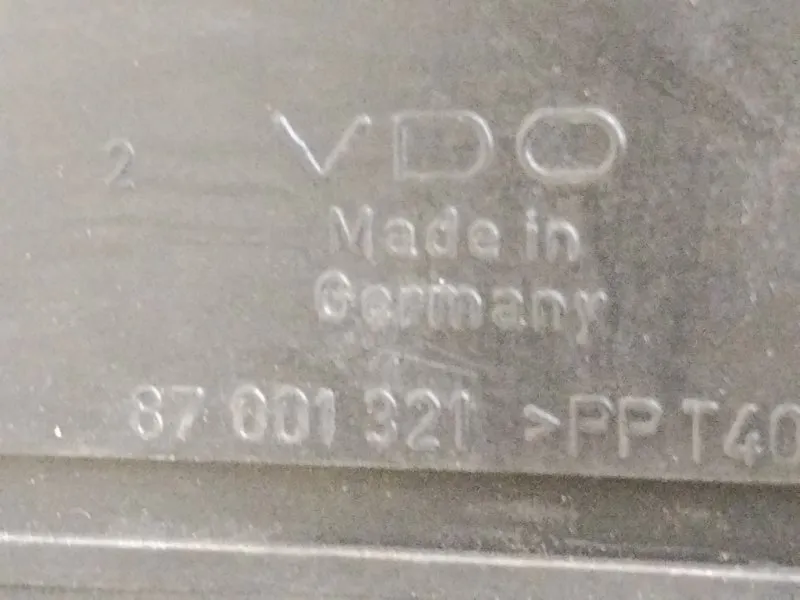 2 VDO
Made in
Germany
87 001 321 >PP T40